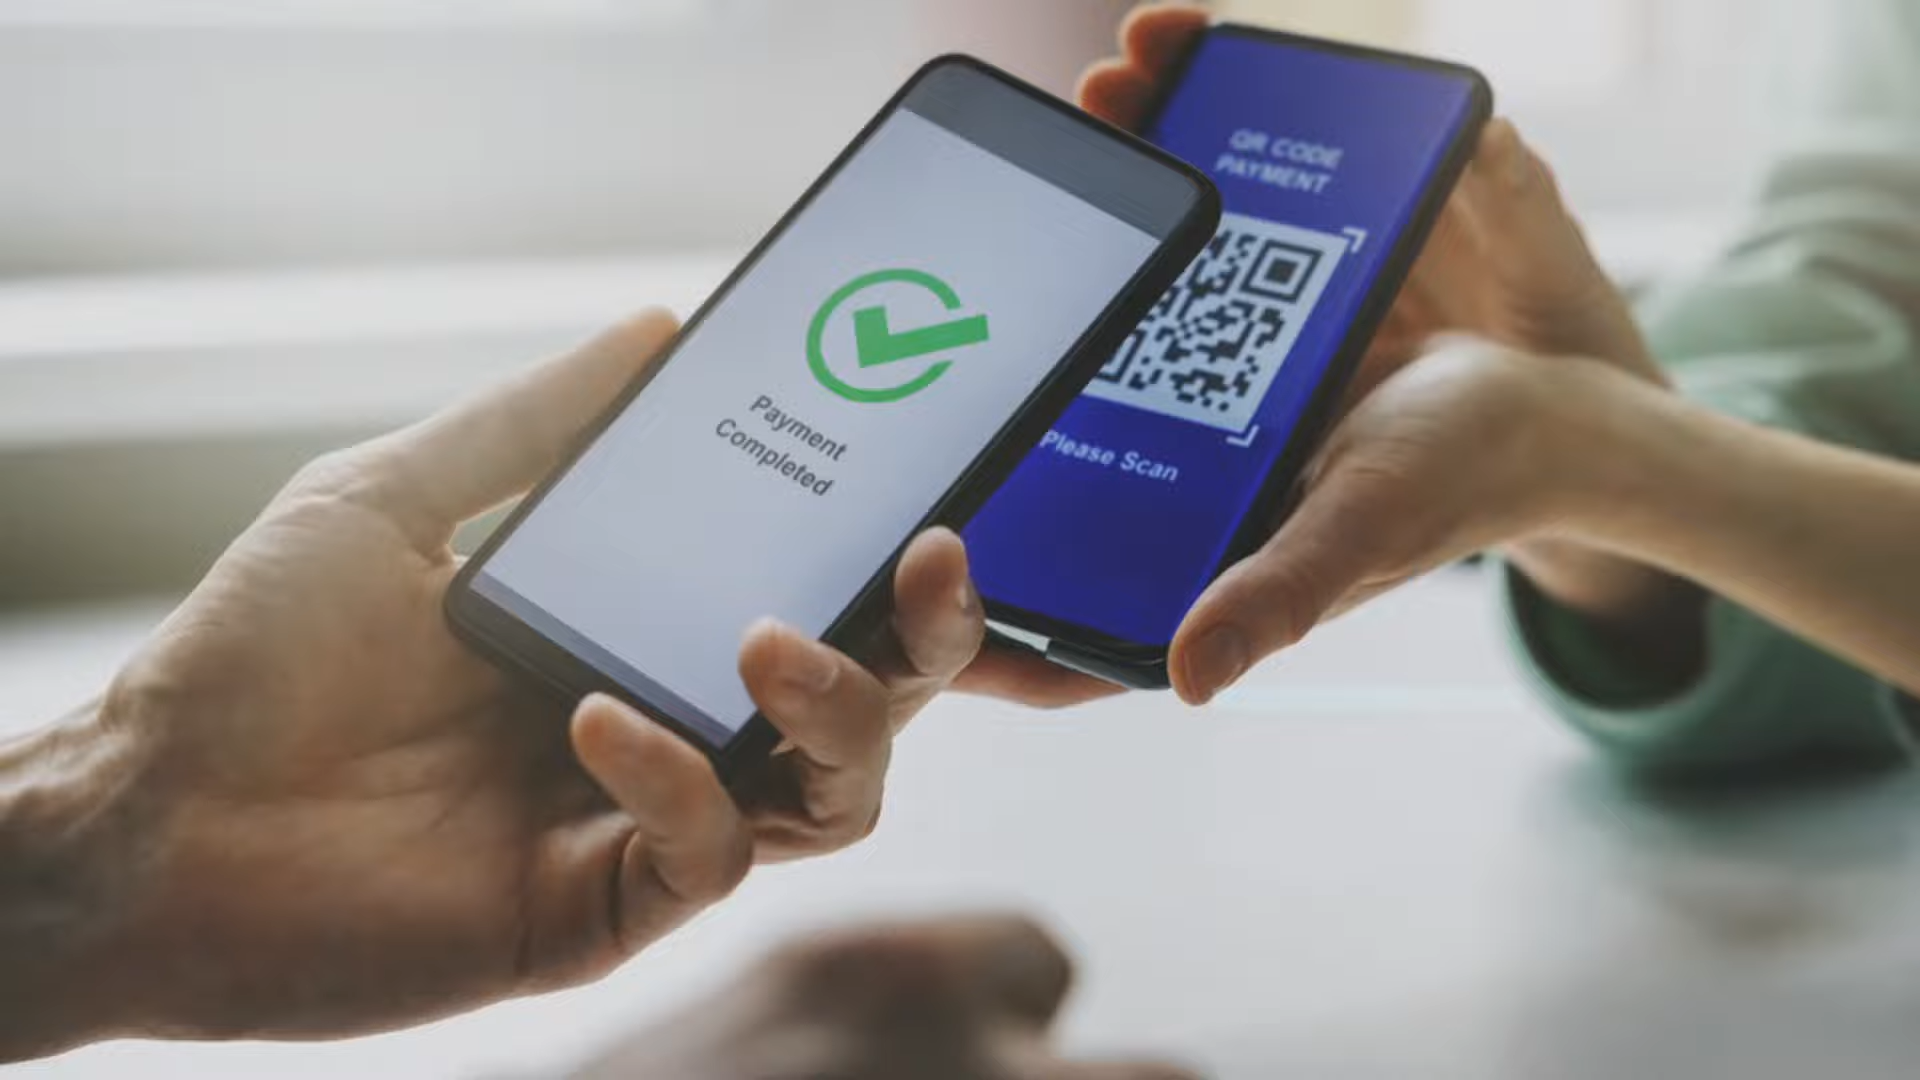 Payment
Completed
QR CODE
PAYMENT
Please Scan